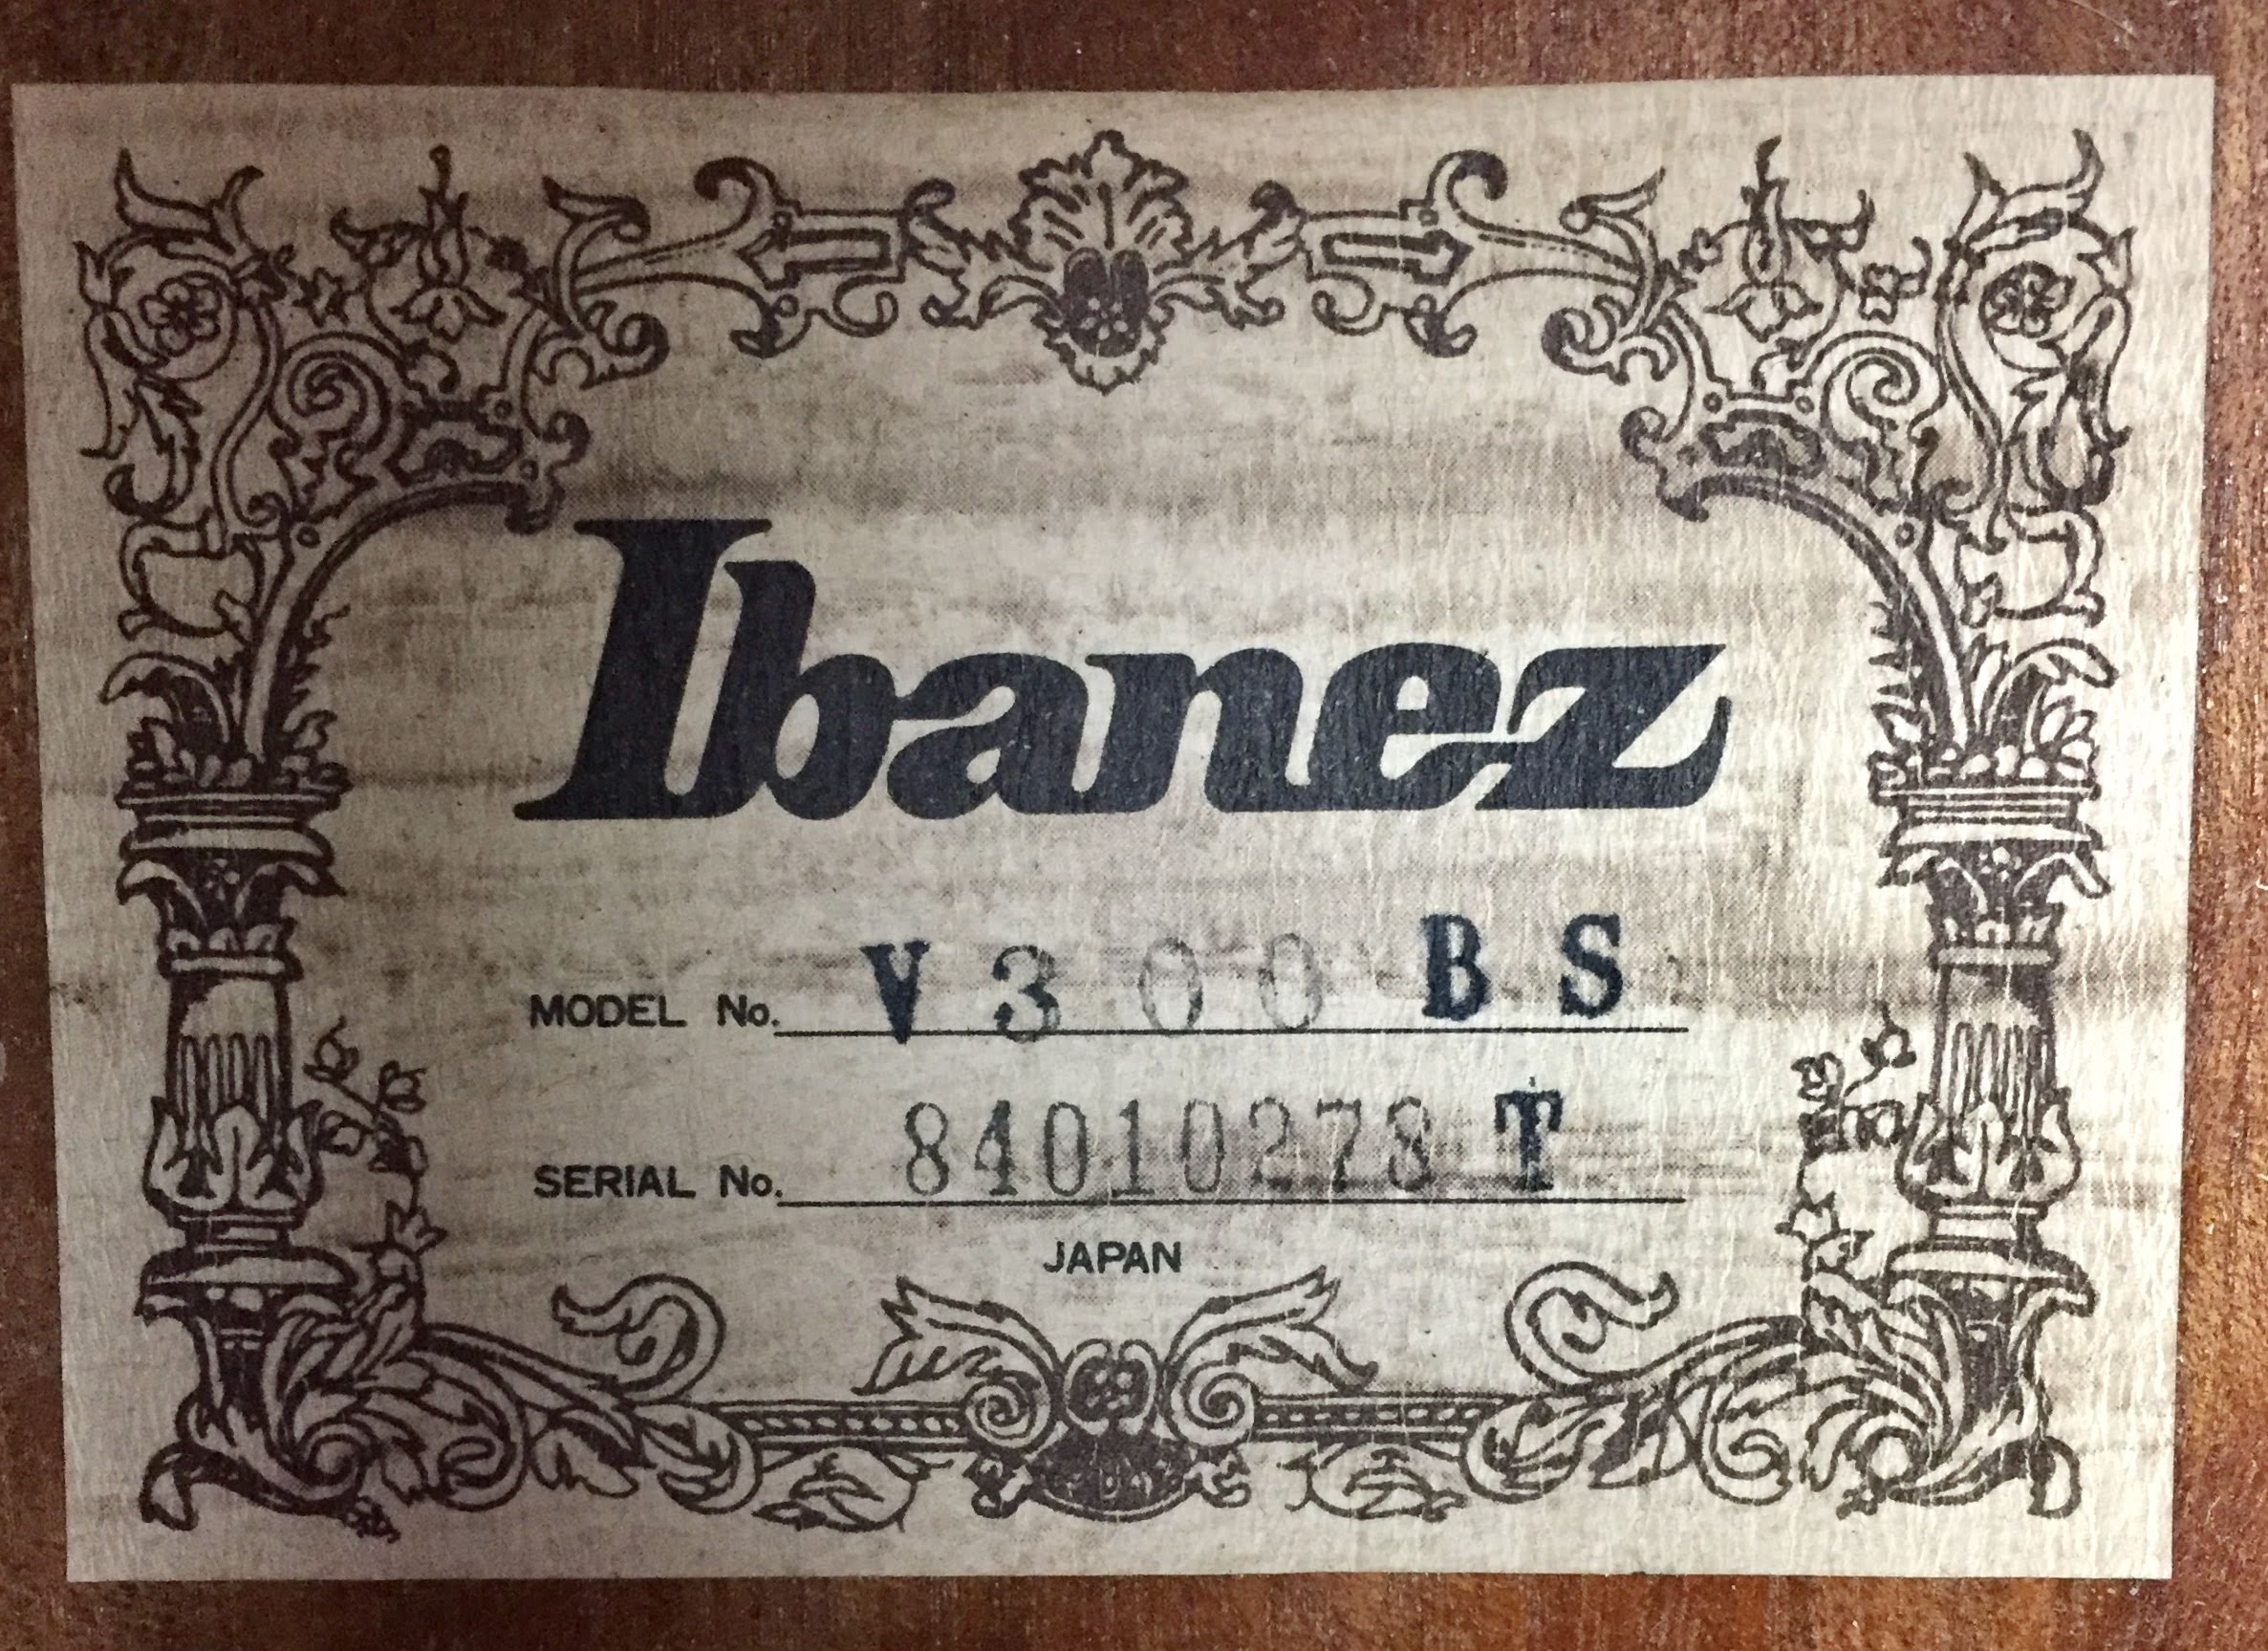 Ibanez
MODEL No. V300 BS
SERIAL No. 84010278 T
JAPAN